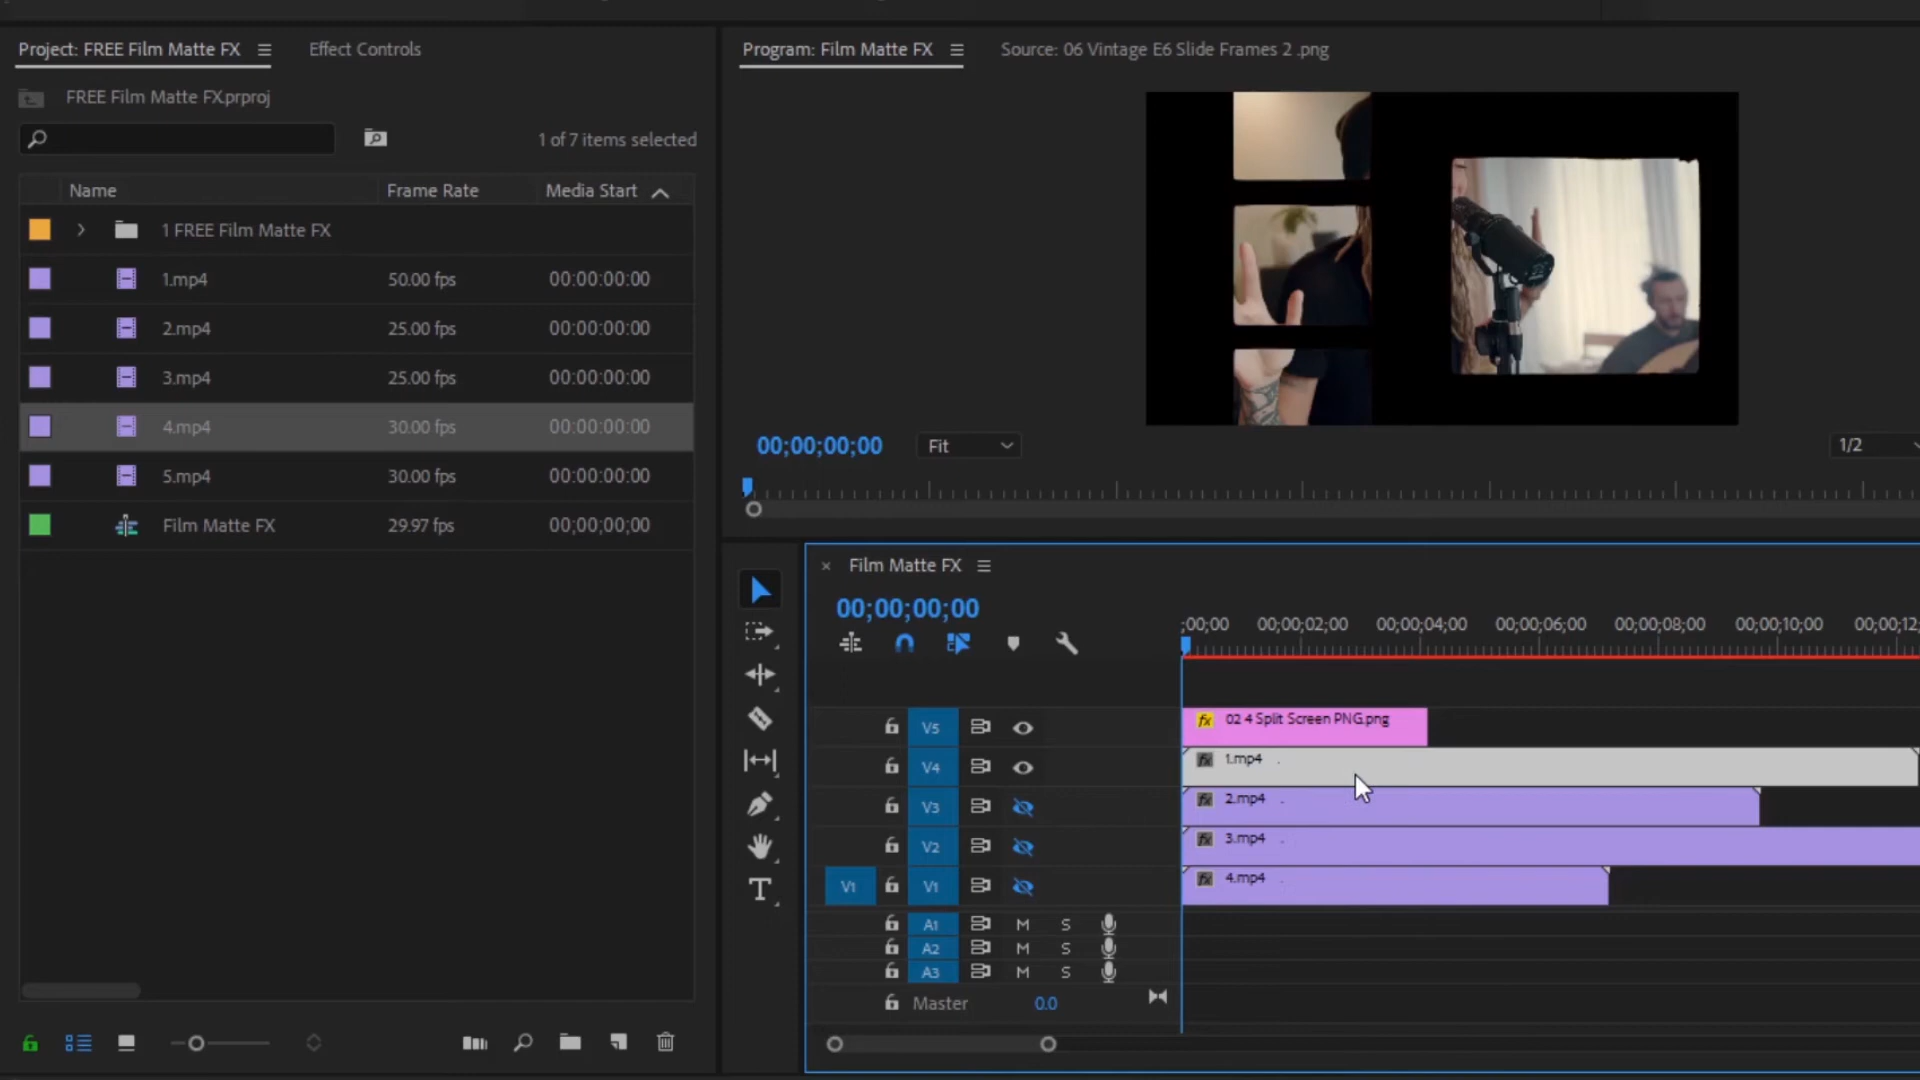 Project: FREE Film Matte FX
Effect Controls
FREE Film Matte FX.prproj
1 of 7 items selected
Name Frame Rate Media Start
1 FREE Film Matte FX
1.mp4 50.00 fps 00:00:00:00
2.mp4 25.00 fps 00:00:00:00
3.mp4 25.00 fps 00:00:00:00
4.mp4 30.00 fps 00:00:00:00
5.mp4 30.00 fps 00:00:00:00
Film Matte FX 29.97 fps 00;00;00;00
Program: Film Matte FX
Source: 06 Vintage E6 Slide Frames 2 .png
00;00;00;00 Fit 1/2
Film Matte FX
00;00;00;00
;00;00 00;00;02;00 00;00;04;00 00;00;06;00 00;00;08;00 00;00;10;00 00;00;12;
V5 fx 02 4 Split Screen PNG.png
V4 fx 1.mp4
V3 fx 2.mp4
V2 fx 3.mp4
V1 V1 fx 4.mp4
A1 M S
A2 M S
A3 M S
Master 0.0
T